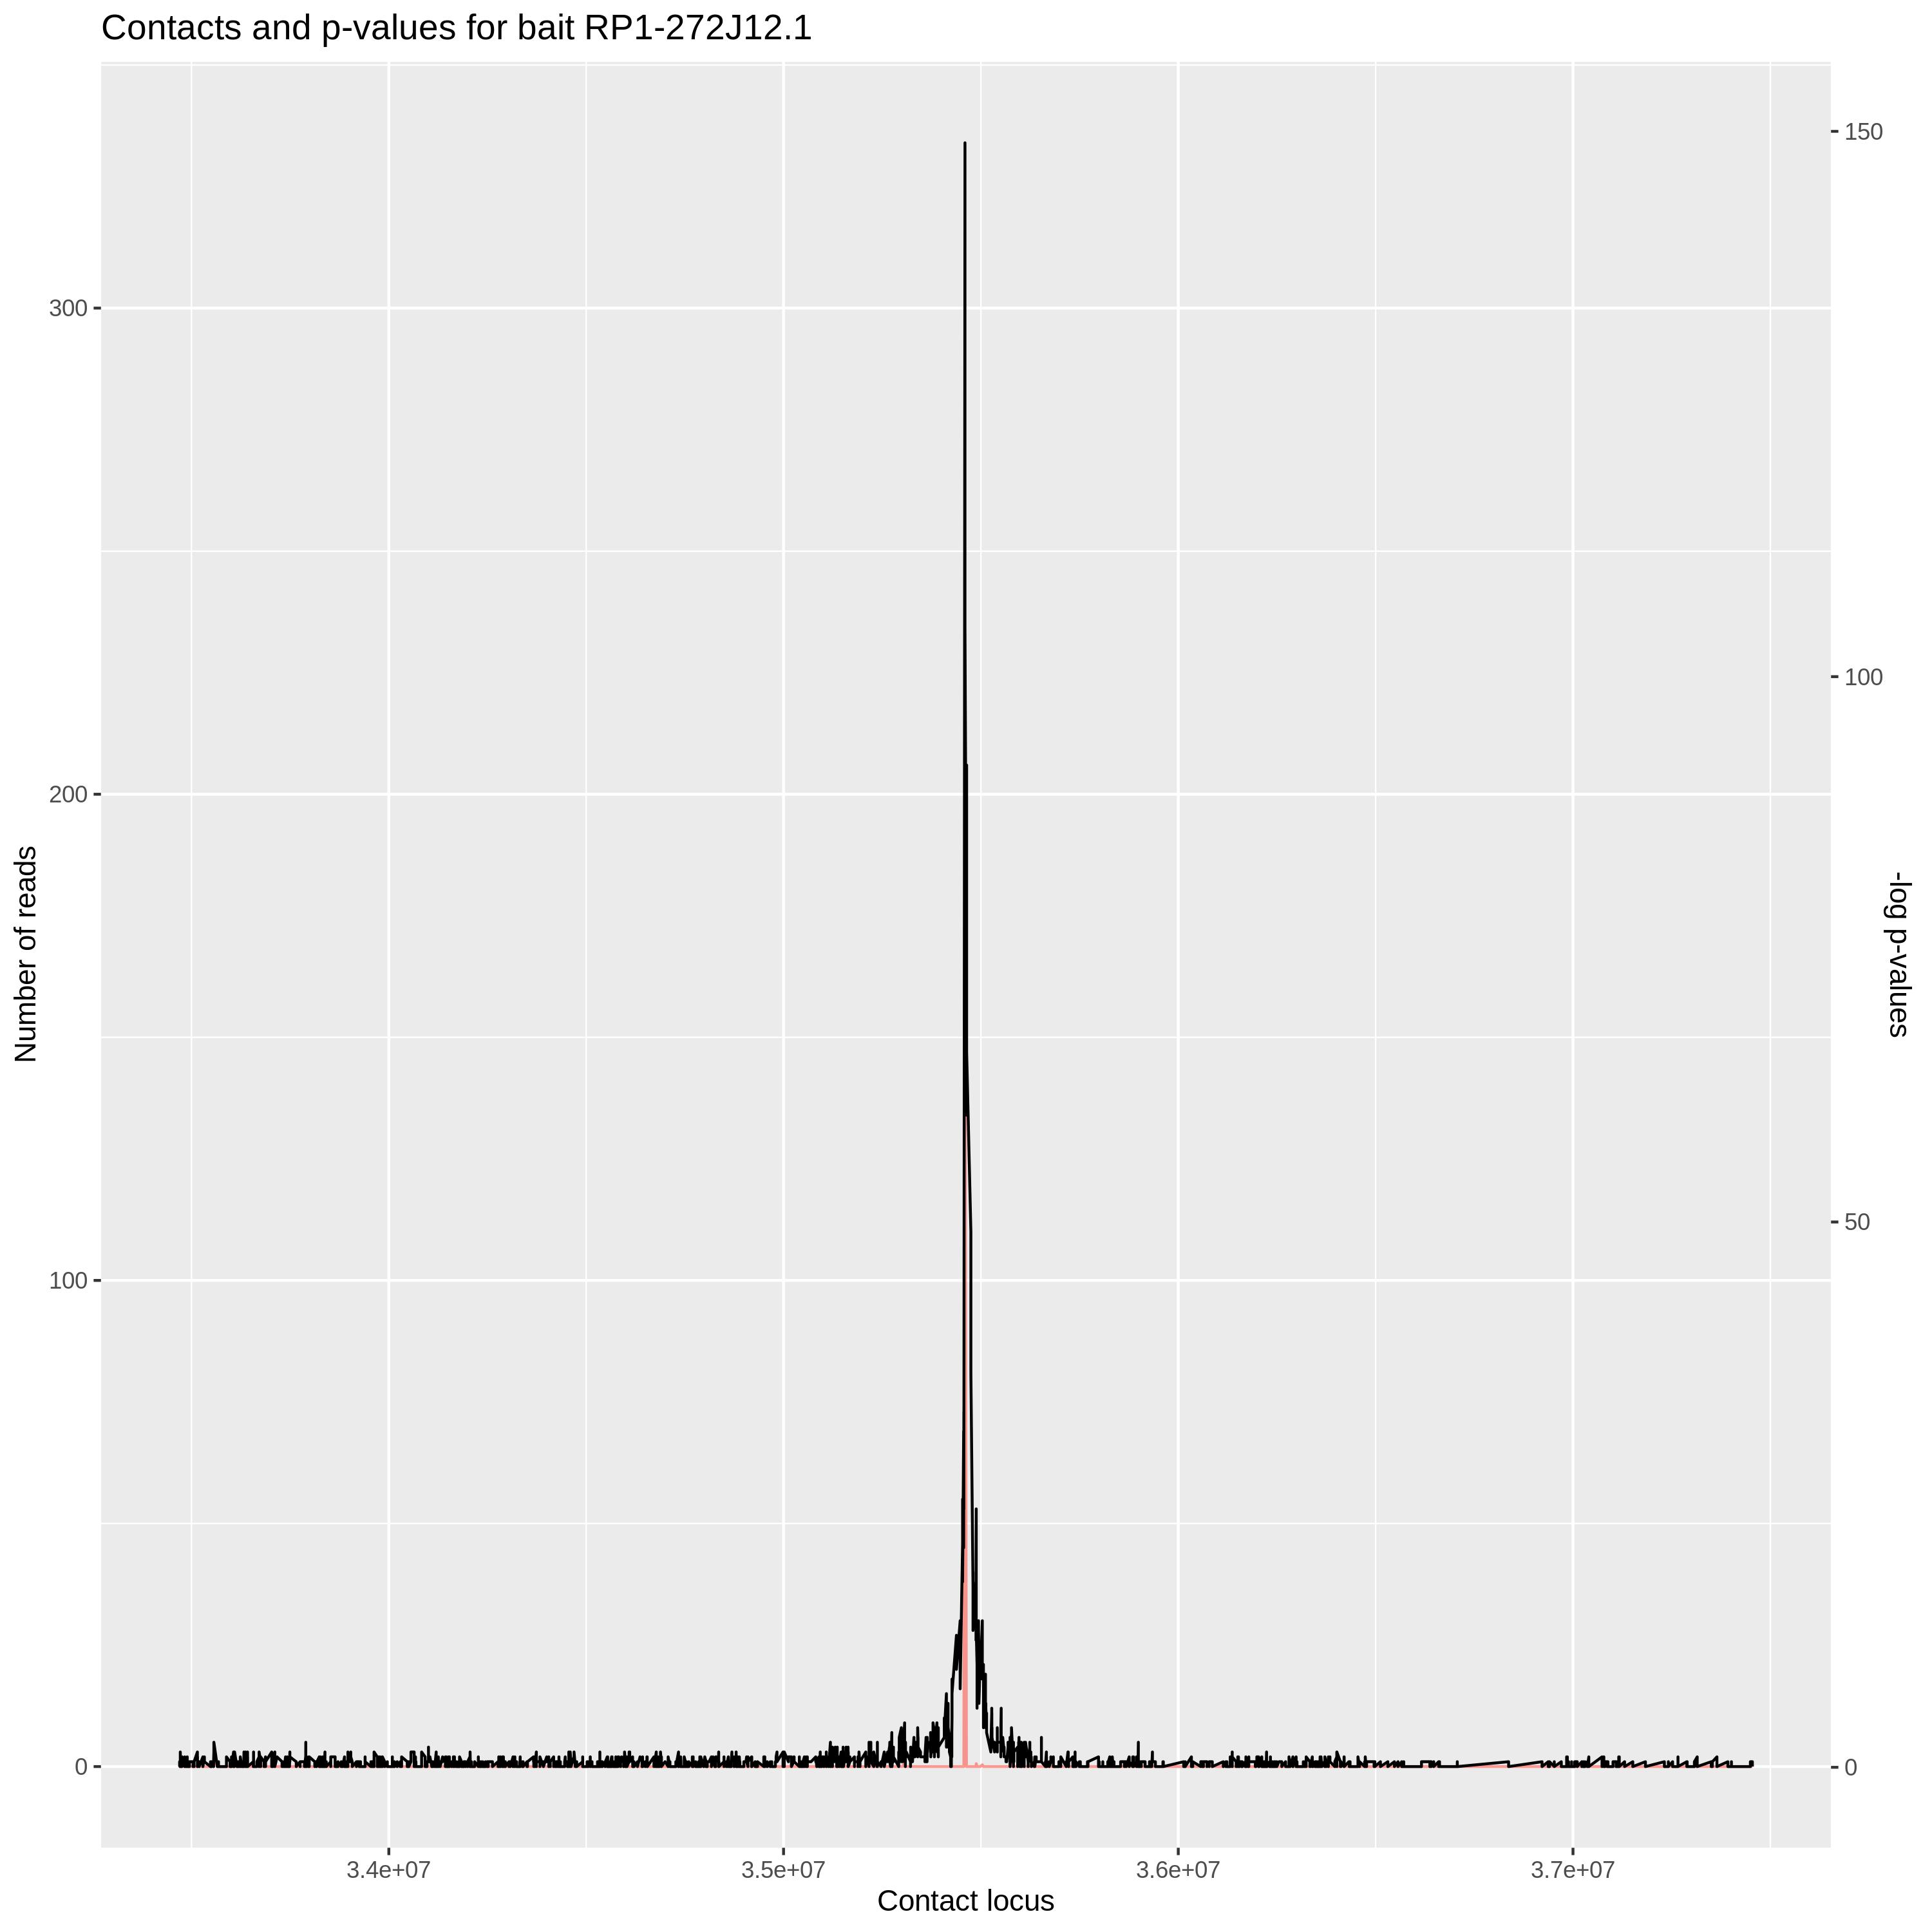 Contacts and p-values for bait RP1-272J12.1
300
200
100
0
Number of reads
150
100
50
0
-log p-values
3.4e+07
3.5e+07
3.6e+07
3.7e+07
Contact locus